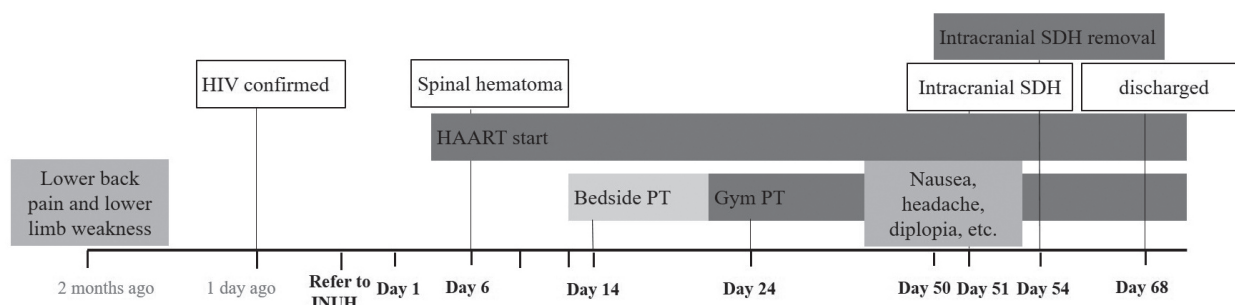 Intracranial SDH removal
HIV confirmed
Spinal hematoma
Intracranial SDH
discharged
HAART start
Lower back
pain and lower
limb weakness
Bedside PT
Gym PT
Nausea,
headache,
diplopia, etc.
2 months ago
1 day ago
Refer to
JNUH
Day 1
Day 6
Day 14
Day 24
Day 50
Day 51
Day 54
Day 68